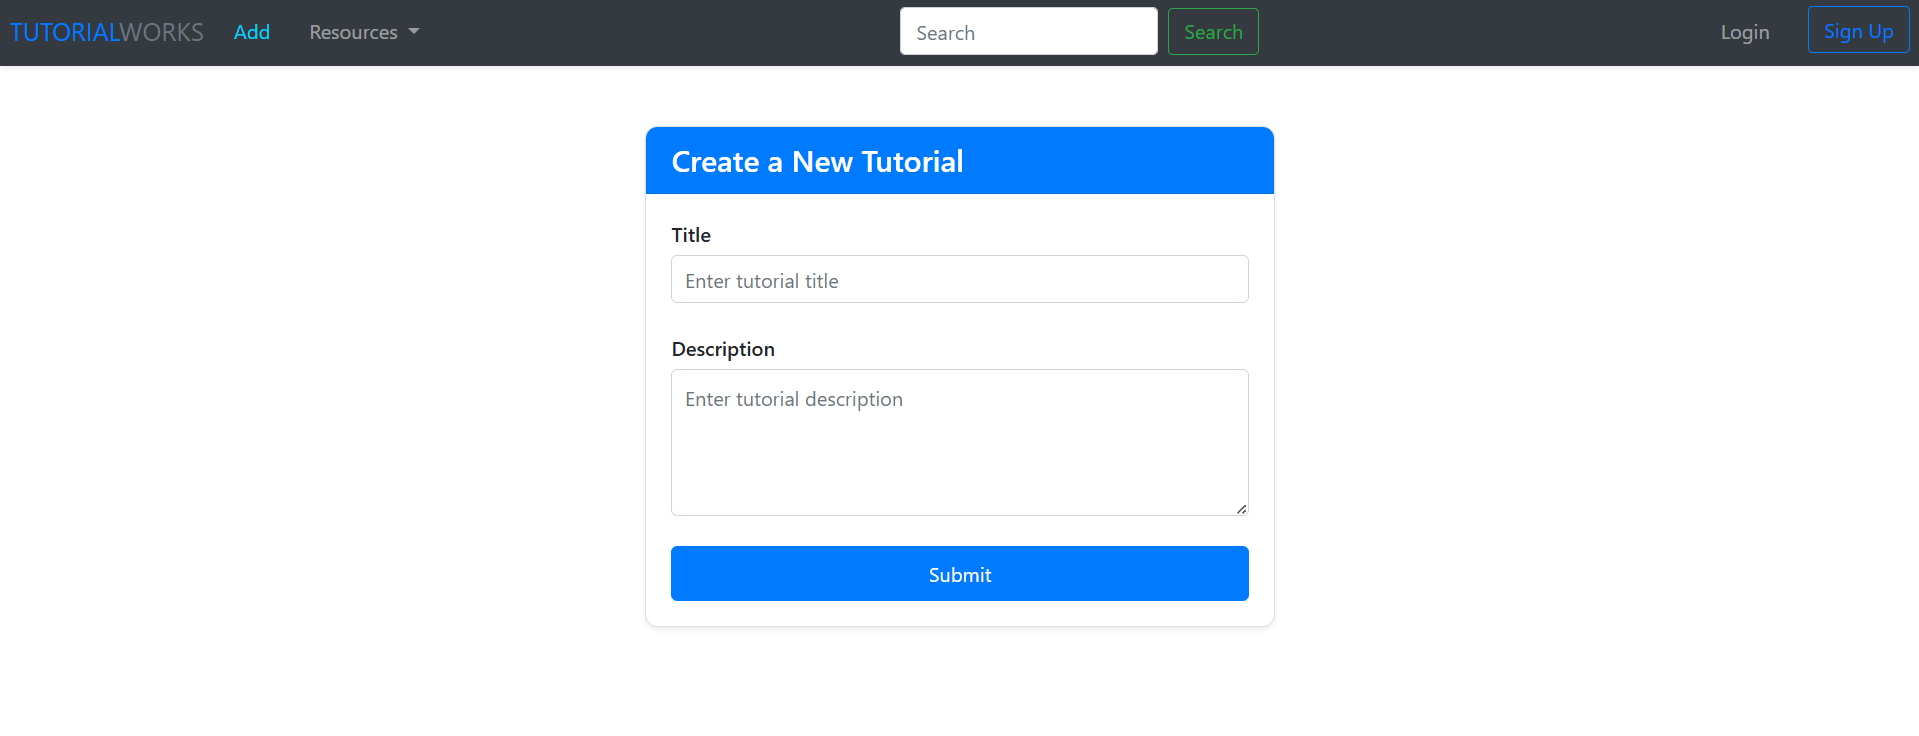 TUTORIALWORKS Add Resources Search Search Login Sign Up
Create a New Tutorial
Title
Enter tutorial title
Description
Enter tutorial description
Submit